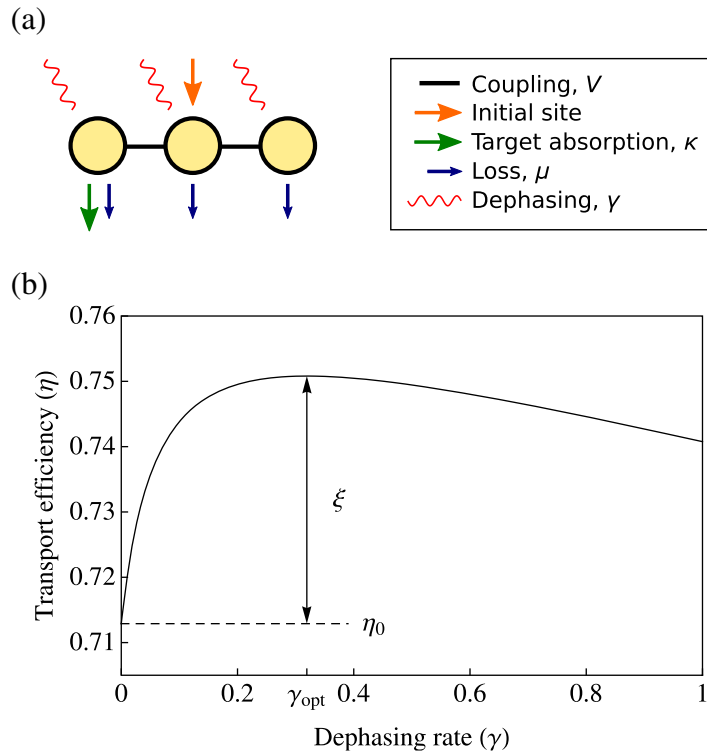 (a)
Coupling, V
Initial site
Target absorption, κ
Loss, μ
Dephasing, γ
(b)
0.76
0.75
0.74
0.73
0.72
0.71
Transport efficiency (η)
ξ
η₀
0 0.2 γopt 0.4 0.6 0.8 1
Dephasing rate (γ)